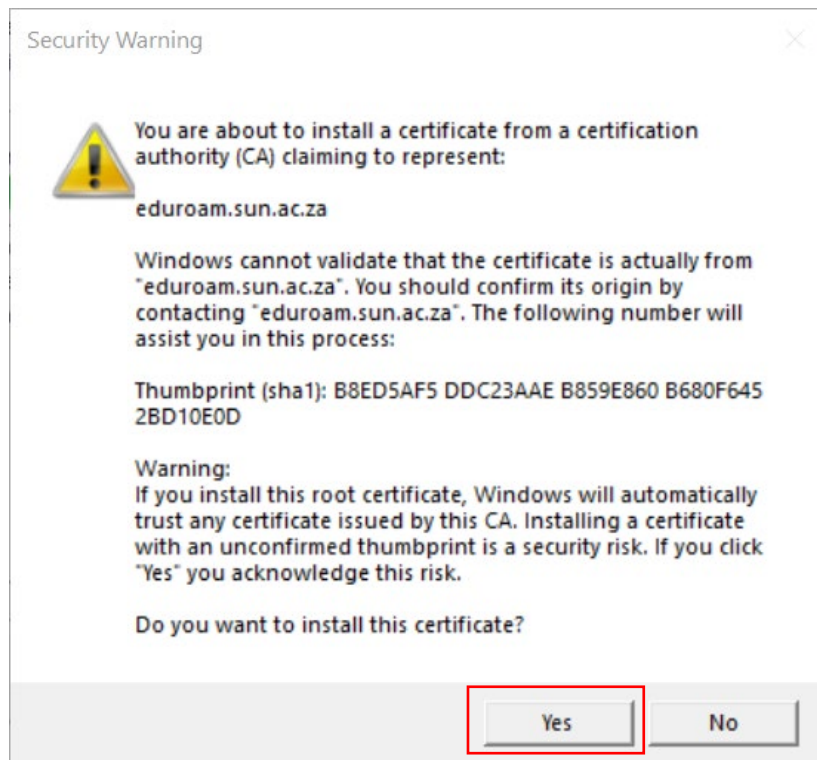 Security Warning
You are about to install a certificate from a certification
authority (CA) claiming to represent:
eduroam.sun.ac.za
Windows cannot validate that the certificate is actually from
"eduroam.sun.ac.za". You should confirm its origin by
contacting "eduroam.sun.ac.za". The following number will
assist you in this process:
Thumbprint (sha1): B8ED5AF5 DDC23AAE B859E860 B680F645
2BD10E0D
Warning:
If you install this root certificate, Windows will automatically
trust any certificate issued by this CA. Installing a certificate
with an unconfirmed thumbprint is a security risk. If you click
"Yes" you acknowledge this risk.
Do you want to install this certificate?
Yes
No